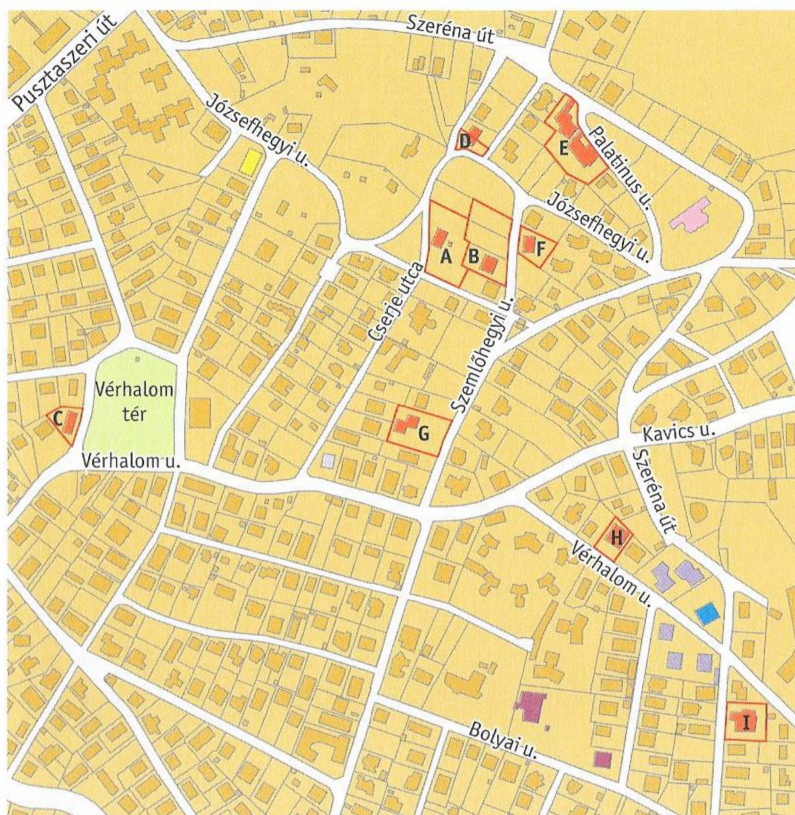 Szeréna út
Pusztaszeri út
Józsefhegyi u.
D
E
Palatinus u.
Józsefhegyi u.
A
B
F
Cserje utca
Szemlőhegyi u.
Vérhalom
tér
C
G
Vérhalom u.
Kavics u.
Szeréna út
H
Vérhalom u.
Bolyai u.
I